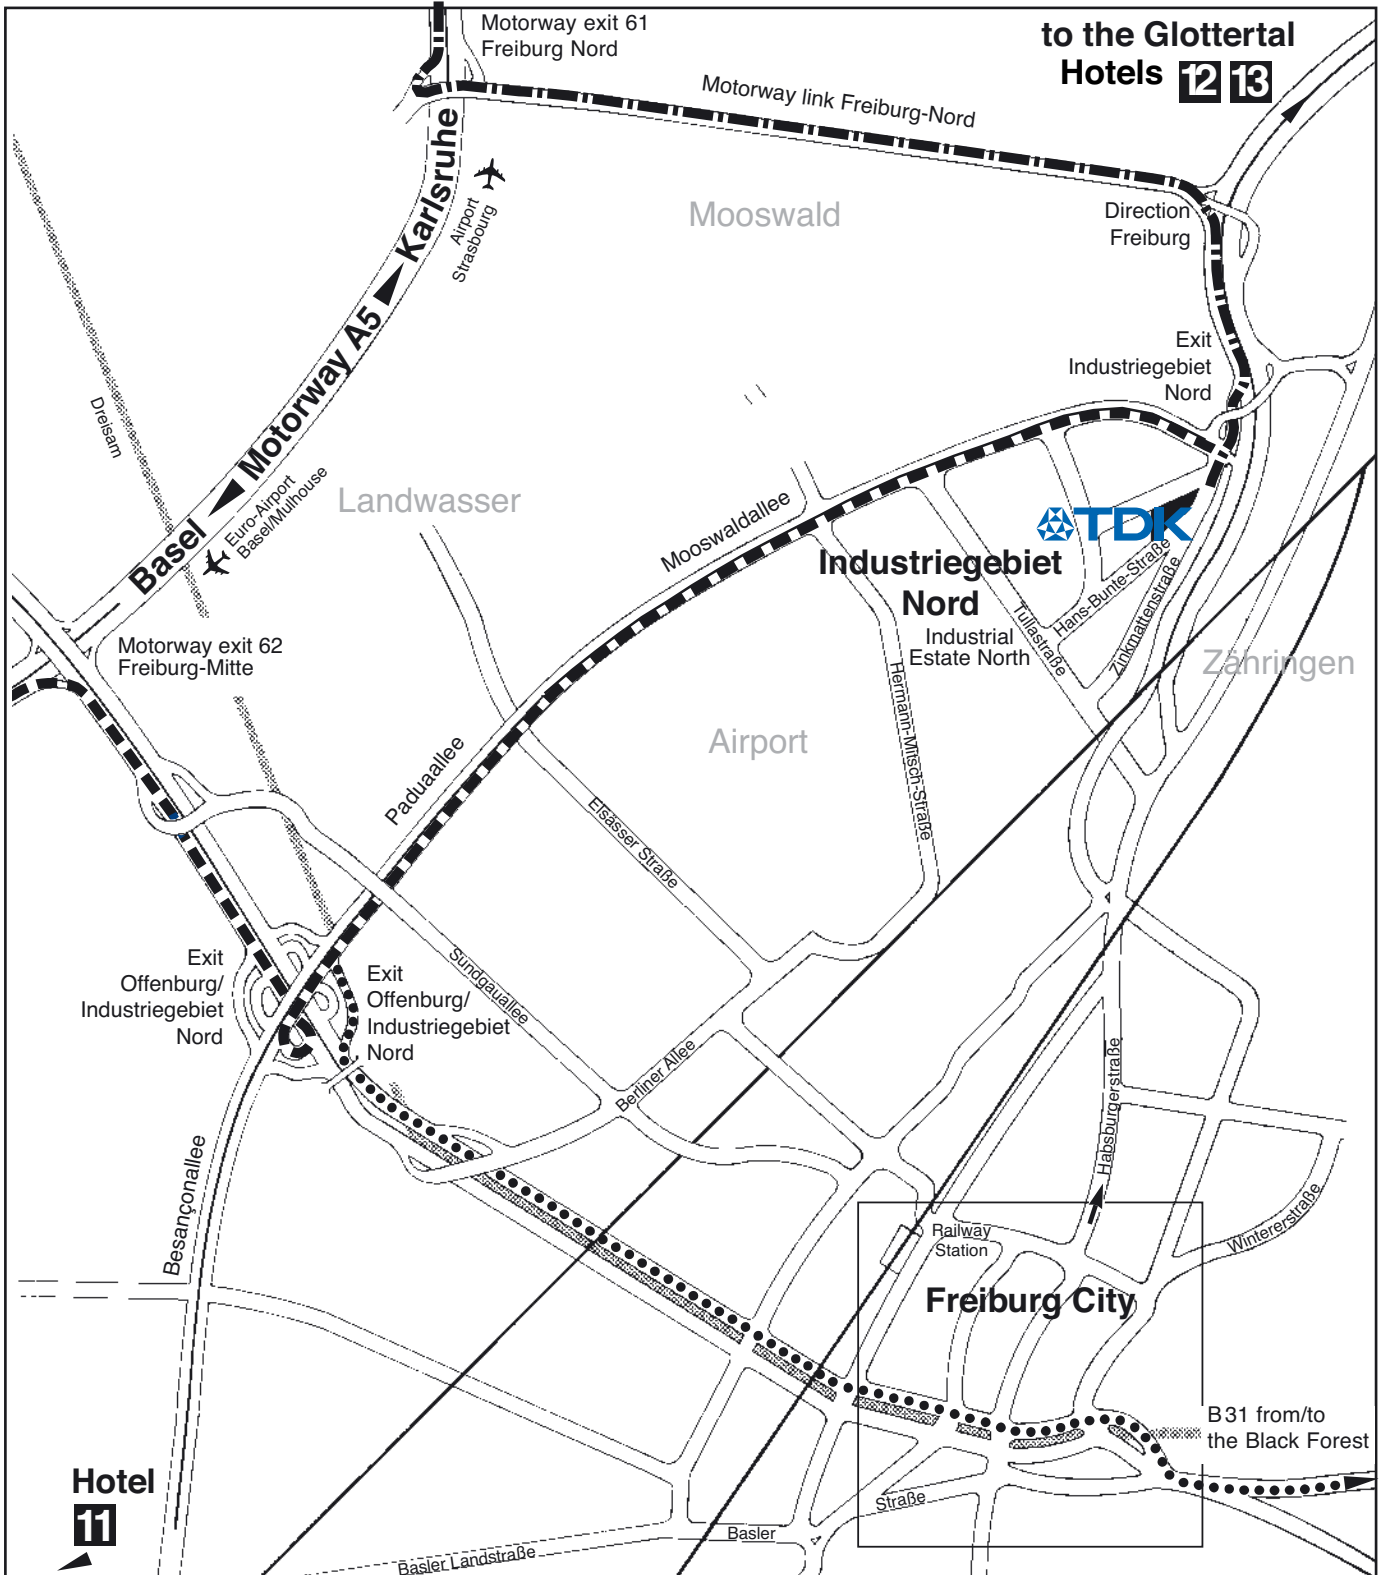 Motorway exit 61
Freiburg Nord
to the Glottertal
Hotels 12 13
Motorway link Freiburg-Nord
Karlsruhe
Airport
Strasbourg
Mooswald
Direction
Freiburg
Motorway A5
Exit
Industriegebiet
Nord
Dreisam
Basel
Euro-Airport
Basel/Mulhouse
Landwasser
Mooswaldallee
TDK
Industriegebiet
Nord
Industrial
Estate North
Hans-Bunte-Straße
Tullastraße
Zinkmattenstraße
Zähringen
Motorway exit 62
Freiburg-Mitte
Hermann-Mitsch-Straße
Airport
Paduaallee
Elsässer Straße
Exit
Offenburg/
Industriegebiet
Nord
Exit
Offenburg/
Industriegebiet
Nord
Sundgauallee
Berliner Allee
Habsburgerstraße
Besançonallee
Railway
Station
Wintererstraße
Freiburg City
B 31 from/to
the Black Forest
Hotel
11
Straße
Basler
Basler Landstraße